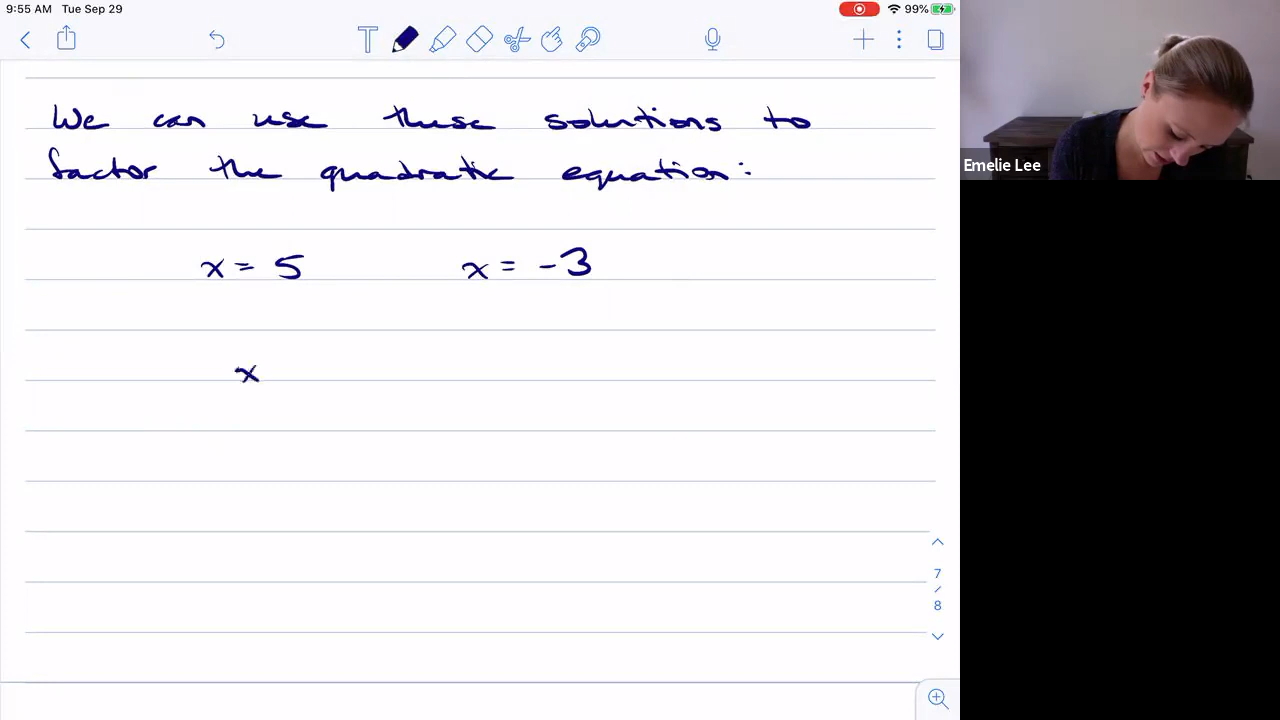 9:55 AM Tue Sep 29
99%
T
We can use these solutions to
factor the quadratic equation:
x = 5 x = -3
x
7
/
8
Emelie Lee